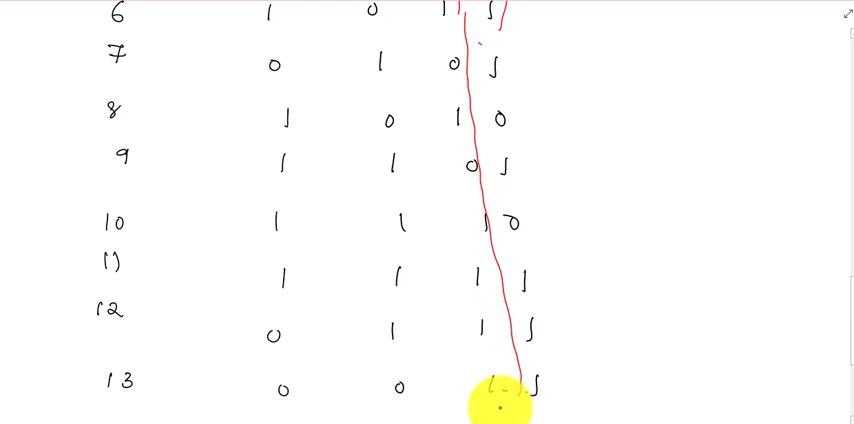 6 1 0 1 1
7 0 1 0 1
8 1 0 1 0
9 1 1 0 1
10 1 1 1 0
11 1 1 1 1
12 0 1 1 1
13 0 0 1 1